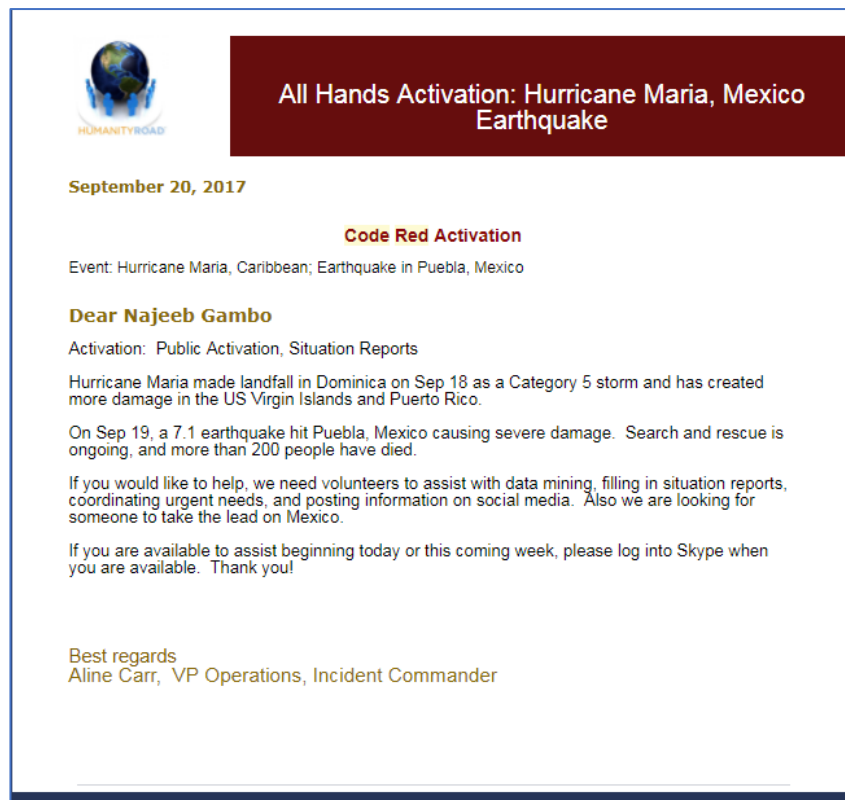 HUMANITYROAD
All Hands Activation: Hurricane Maria, Mexico
Earthquake
September 20, 2017
Code Red Activation
Event: Hurricane Maria, Caribbean; Earthquake in Puebla, Mexico
Dear Najeeb Gambo
Activation:  Public Activation, Situation Reports
Hurricane Maria made landfall in Dominica on Sep 18 as a Category 5 storm and has created
more damage in the US Virgin Islands and Puerto Rico.
On Sep 19, a 7.1 earthquake hit Puebla, Mexico causing severe damage.  Search and rescue is
ongoing, and more than 200 people have died.
If you would like to help, we need volunteers to assist with data mining, filling in situation reports,
coordinating urgent needs, and posting information on social media.  Also we are looking for
someone to take the lead on Mexico.
If you are available to assist beginning today or this coming week, please log into Skype when
you are available.  Thank you!
Best regards
Aline Carr,  VP Operations, Incident Commander